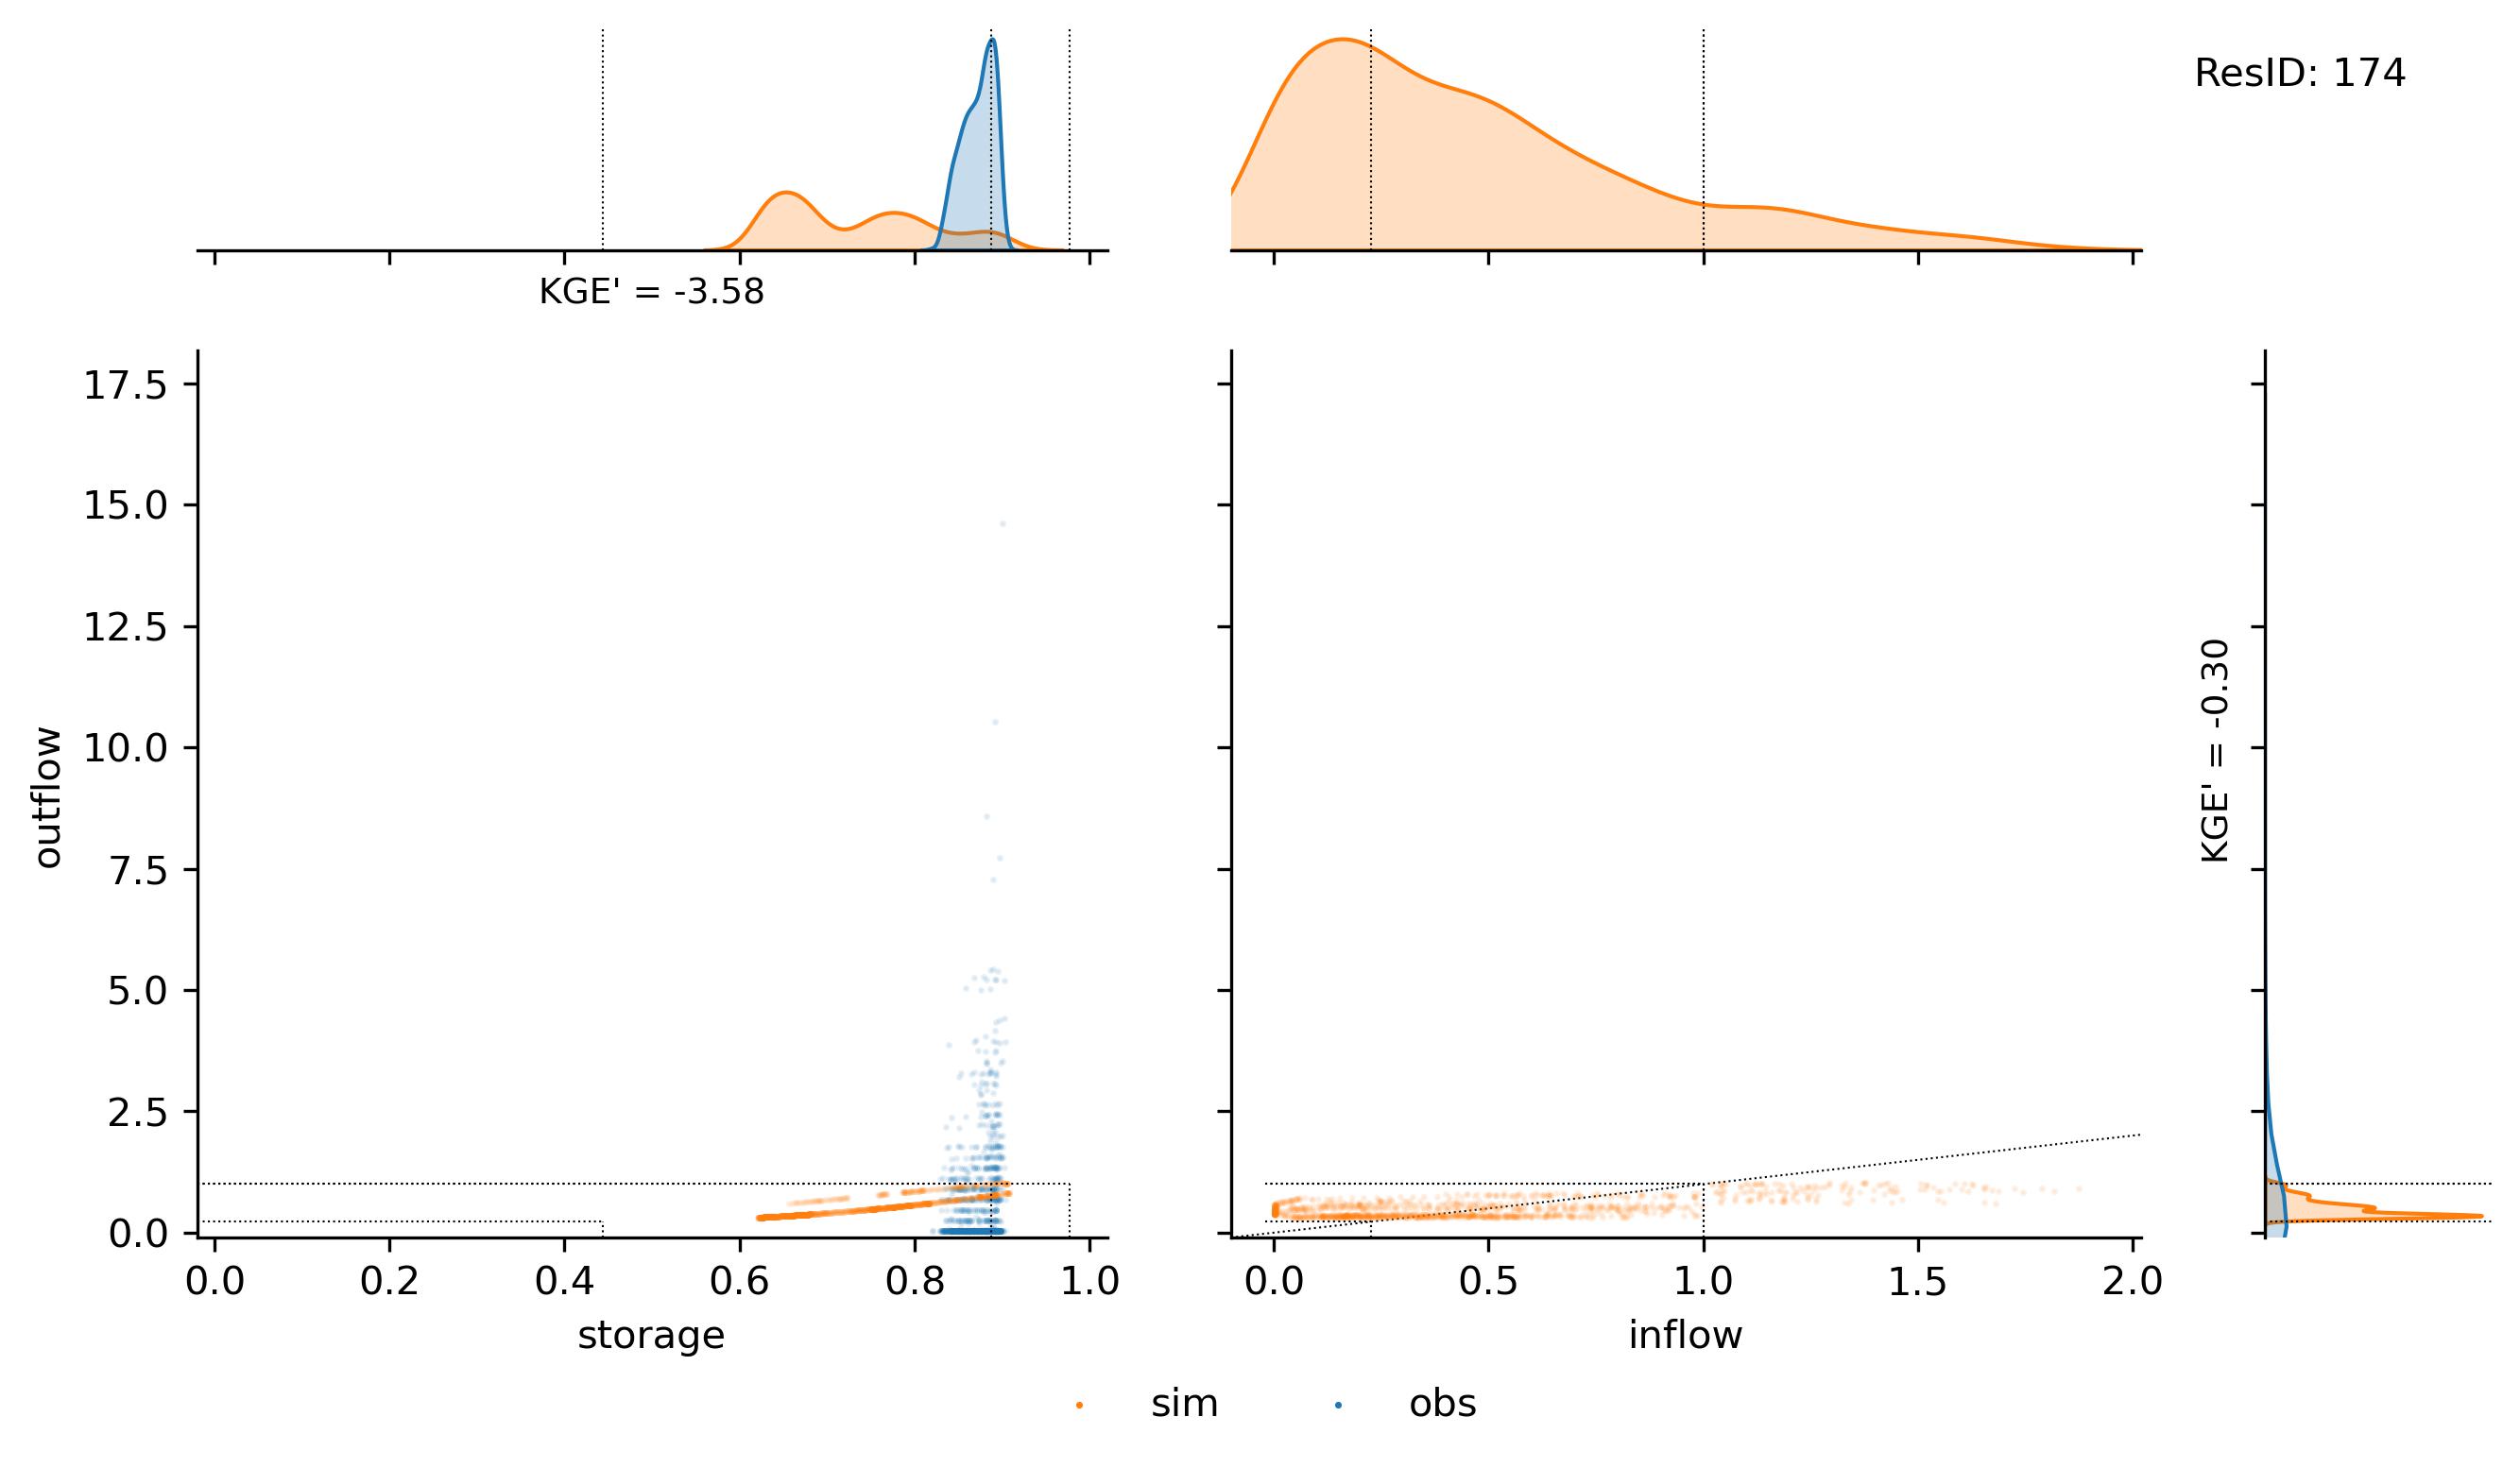 ResID: 174
KGE' = -3.58
17.5
15.0
12.5
10.0
7.5
5.0
2.5
0.0
outflow
KGE' = -0.30
0.0 0.2 0.4 0.6 0.8 1.0
0.0 0.5 1.0 1.5 2.0
storage
inflow
sim obs